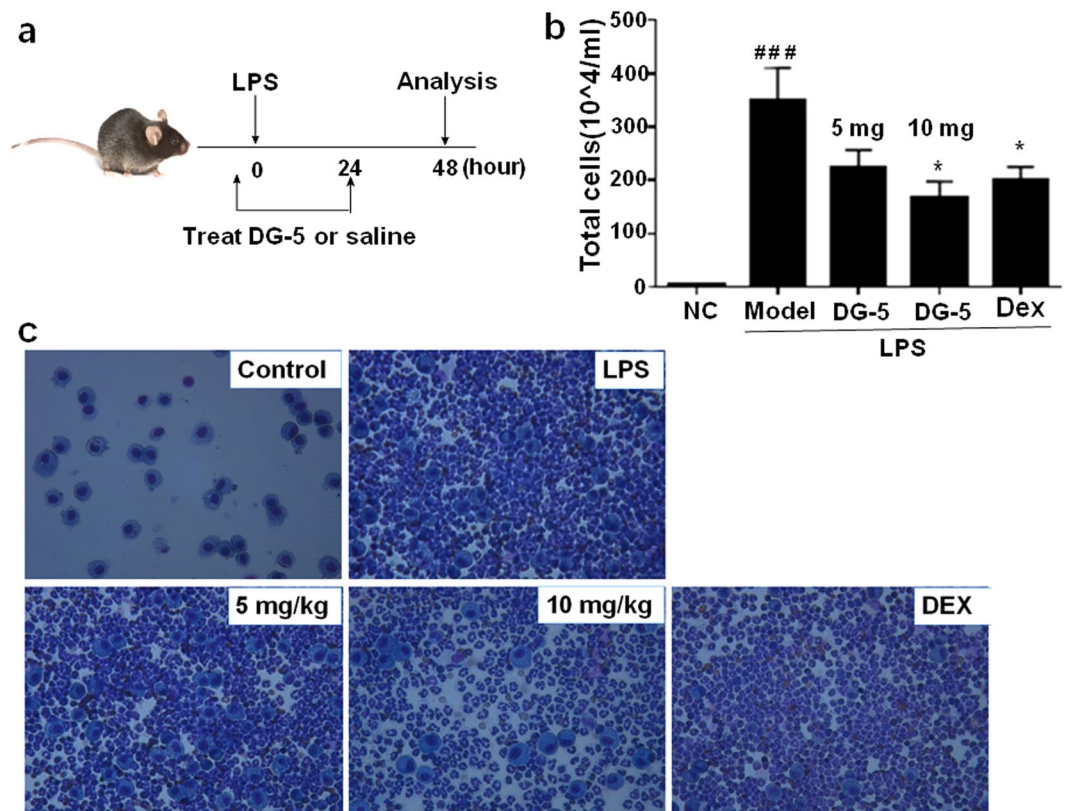 a
LPS
Analysis
0
24
48 (hour)
Treat DG-5 or saline
b
Total cells(10^4/ml)
500
400
300
200
100
0
###
5 mg
10 mg
*
*
NC
Model
DG-5
DG-5
Dex
LPS
c
Control
LPS
5 mg/kg
10 mg/kg
DEX